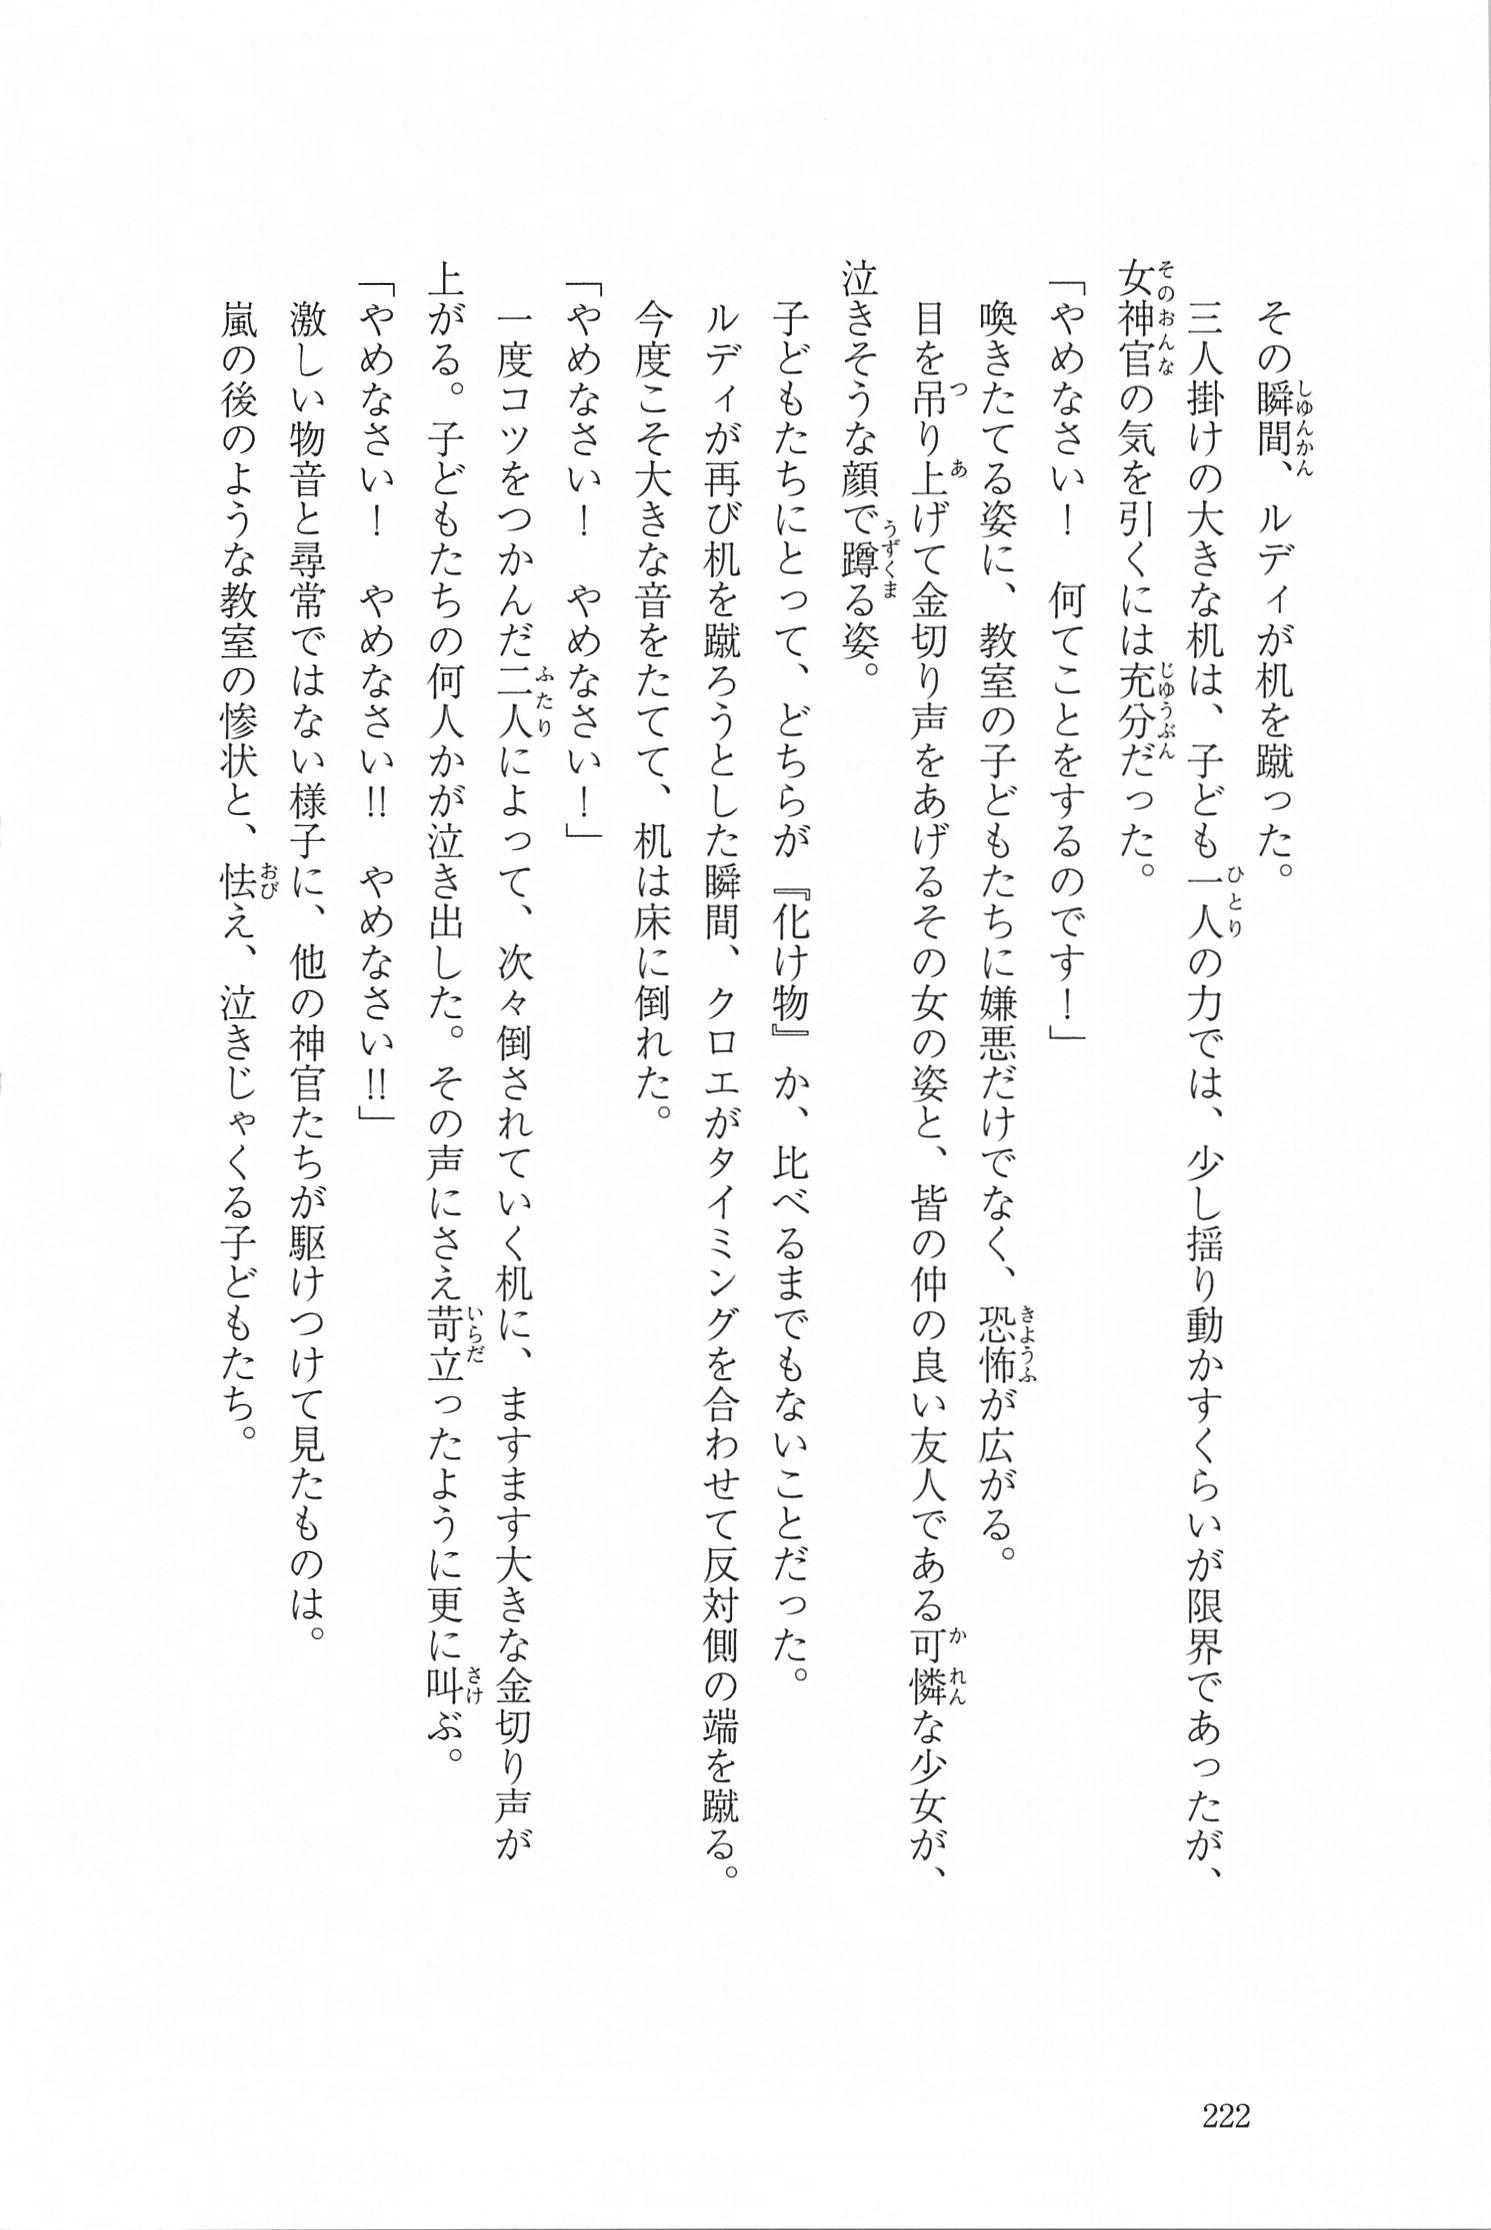 その瞬間、ルディが机を蹴った。
三人掛けの大きな机は、子ども一人の力では、少し揺り動かすくらいが限界であったが、
女神官の気を引くには充分だった。
「やめなさい！　何てことをするのです！」
喚きたてる姿に、教室の子どもたちに嫌悪だけでなく、恐怖が広がる。
目を吊り上げて金切り声をあげるその女の姿と、皆の仲の良い友人である可憐な少女が、
泣きそうな顔で蹲る姿。
子どもたちにとって、どちらが『化け物』か、比べるまでもないことだった。
ルディが再び机を蹴ろうとした瞬間、クロエがタイミングを合わせて反対側の端を蹴る。
今度こそ大きな音をたてて、机は床に倒れた。
「やめなさい！　やめなさい！」
一度コツをつかんだ二人によって、次々倒されていく机に、ますます大きな金切り声が
上がる。子どもたちの何人かが泣き出した。その声にさえ苛立ったように更に叫ぶ。
「やめなさい！　やめなさい!!　やめなさい!!」
激しい物音と尋常ではない様子に、他の神官たちが駆けつけて見たものは。
嵐の後のような教室の惨状と、怯え、泣きじゃくる子どもたち。
222